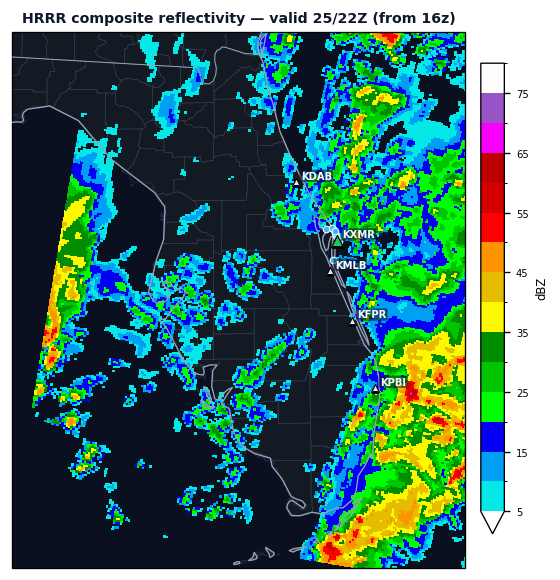 HRRR composite reflectivity — valid 25/22Z (from 16z)
KDAB
KXMR
KMLB
KFPR
KPBI
75
65
55
45
35
25
15
5
dBZ